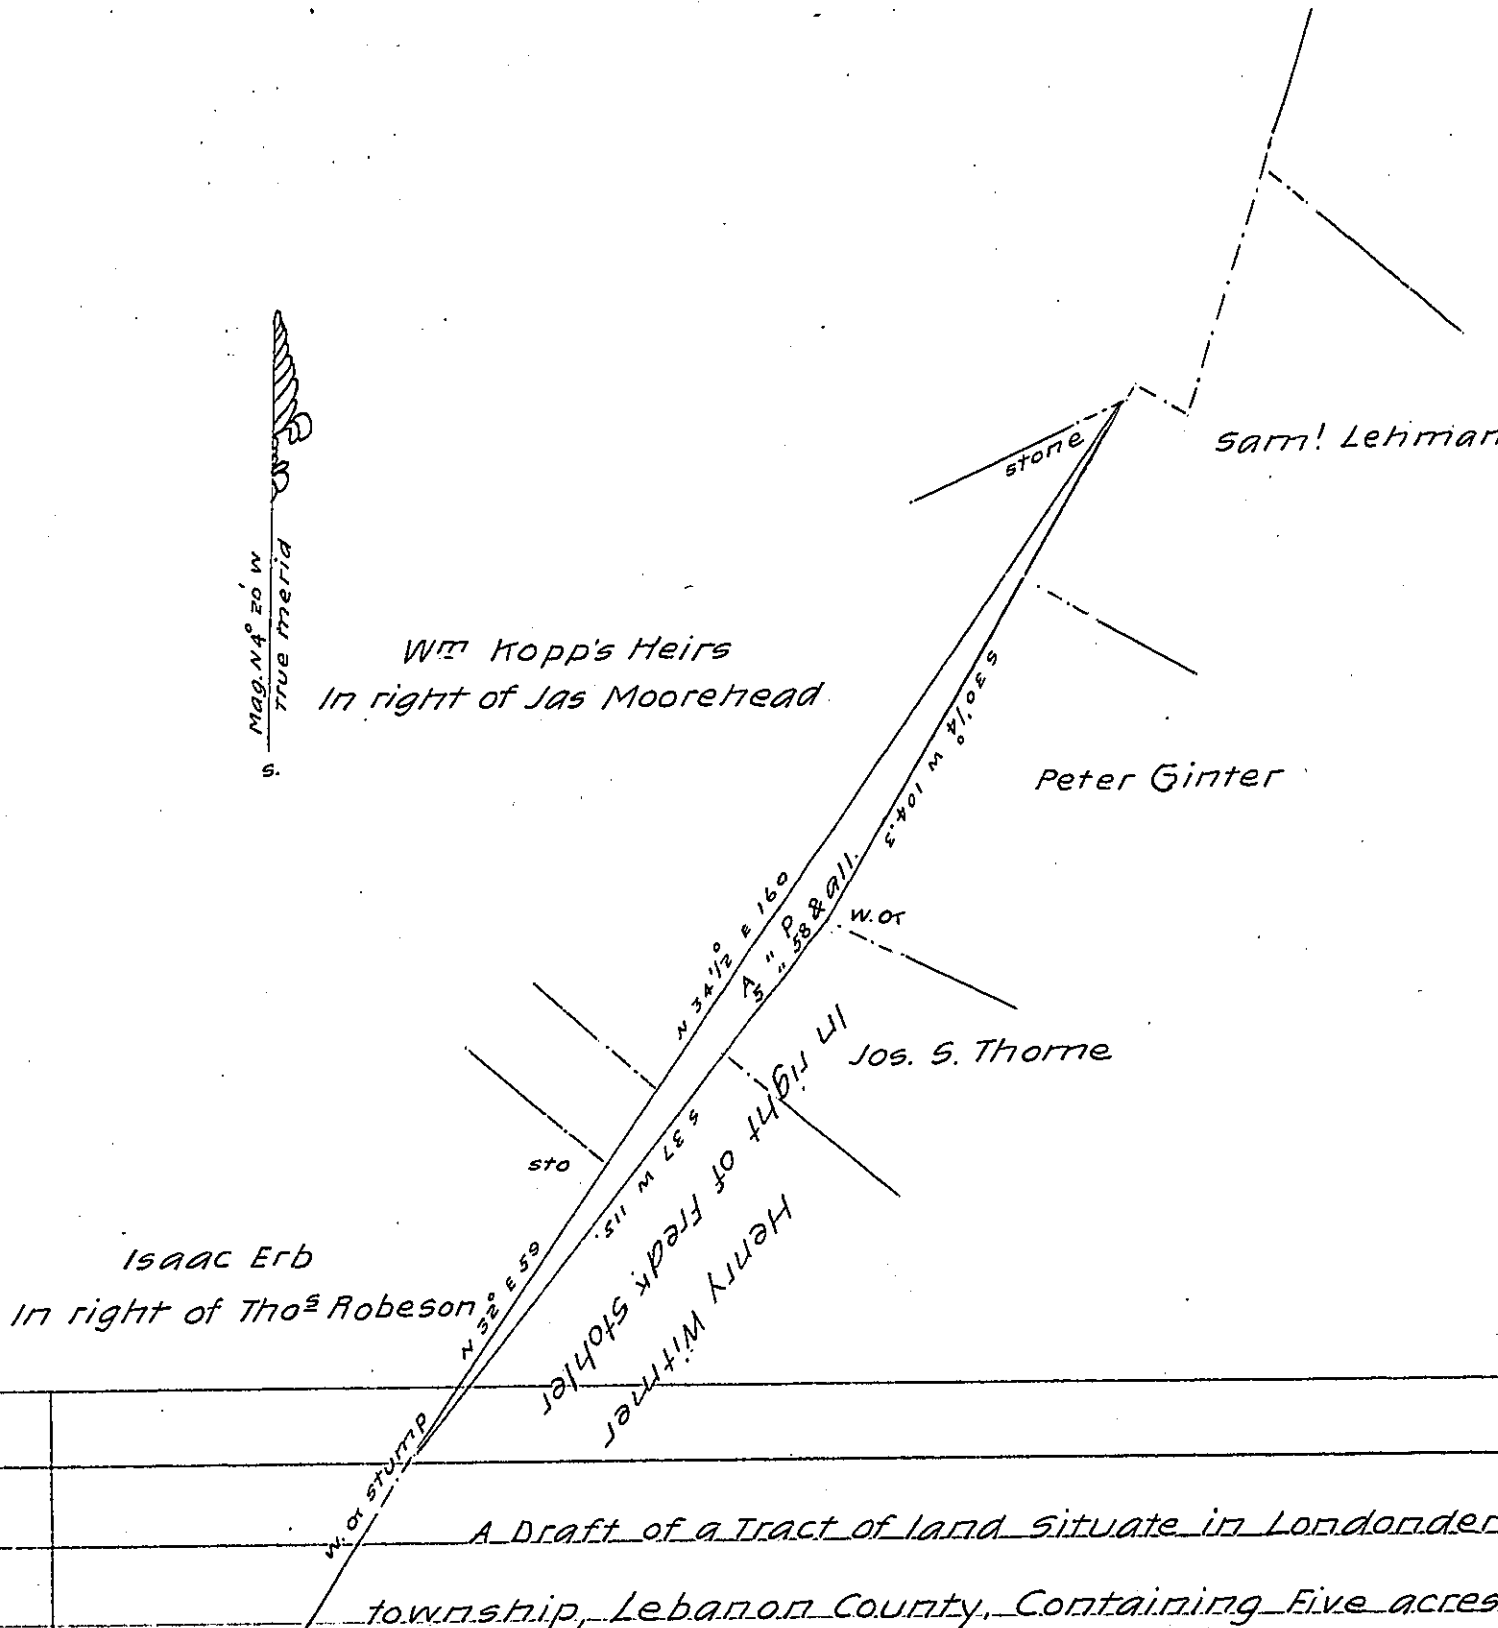 Sam! Lehman
stone
Mag. N 4° 20' W
True merid
S.
Wm Kopp's Heirs
In right of Jas Moorehead
S 30¼° W 104.3
Peter Ginter
N 34½° E 160
A " P
5 " 58 & all.
w. or
Jos. S. Thorne
In right of Fredk Stohler
Henry Witmer
S 37 W 115.
sto
Isaac Erb
In right of Thos Robeson
N 32° E 59
w. or stump
A Draft of a Tract of land situate in Londonder
township, Lebanon County, Containing Five acres